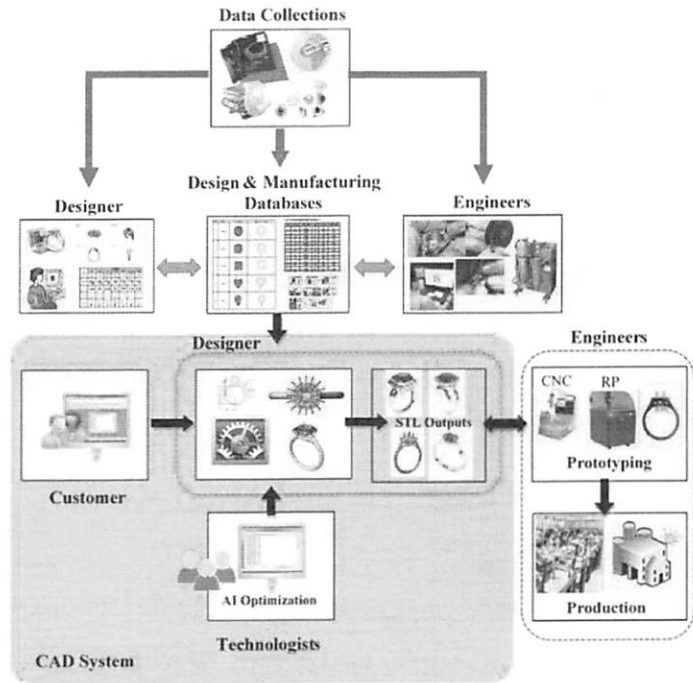 Data Collections
Design & Manufacturing
Databases
Designer
Engineers
Designer
Engineers
CNC
RP
STL Outputs
Prototyping
Customer
AI Optimization
Production
Technologists
CAD System